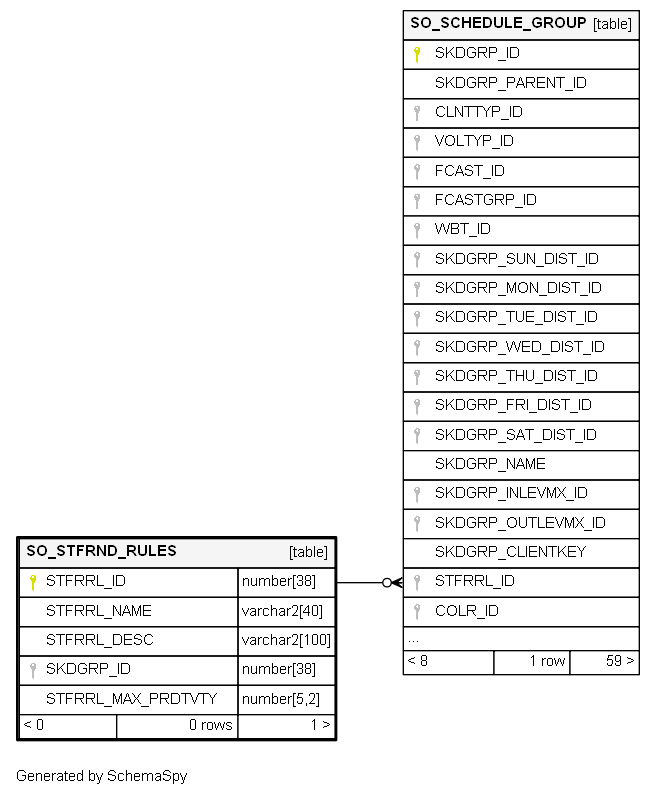 SO_SCHEDULE_GROUP [table]
SKDGRP_ID
SKDGRP_PARENT_ID
CLNTTYP_ID
VOLTYP_ID
FCAST_ID
FCASTGRP_ID
WBT_ID
SKDGRP_SUN_DIST_ID
SKDGRP_MON_DIST_ID
SKDGRP_TUE_DIST_ID
SKDGRP_WED_DIST_ID
SKDGRP_THU_DIST_ID
SKDGRP_FRI_DIST_ID
SKDGRP_SAT_DIST_ID
SKDGRP_NAME
SKDGRP_INLEVMX_ID
SKDGRP_OUTLEVMX_ID
SKDGRP_CLIENTKEY
STFRRL_ID
COLR_ID
...
< 8 1 row 59 >
SO_STFRND_RULES [table]
STFRRL_ID number[38]
STFRRL_NAME varchar2[40]
STFRRL_DESC varchar2[100]
SKDGRP_ID number[38]
STFRRL_MAX_PRDTVTY number[5,2]
< 0 0 rows 1 >
Generated by SchemaSpy